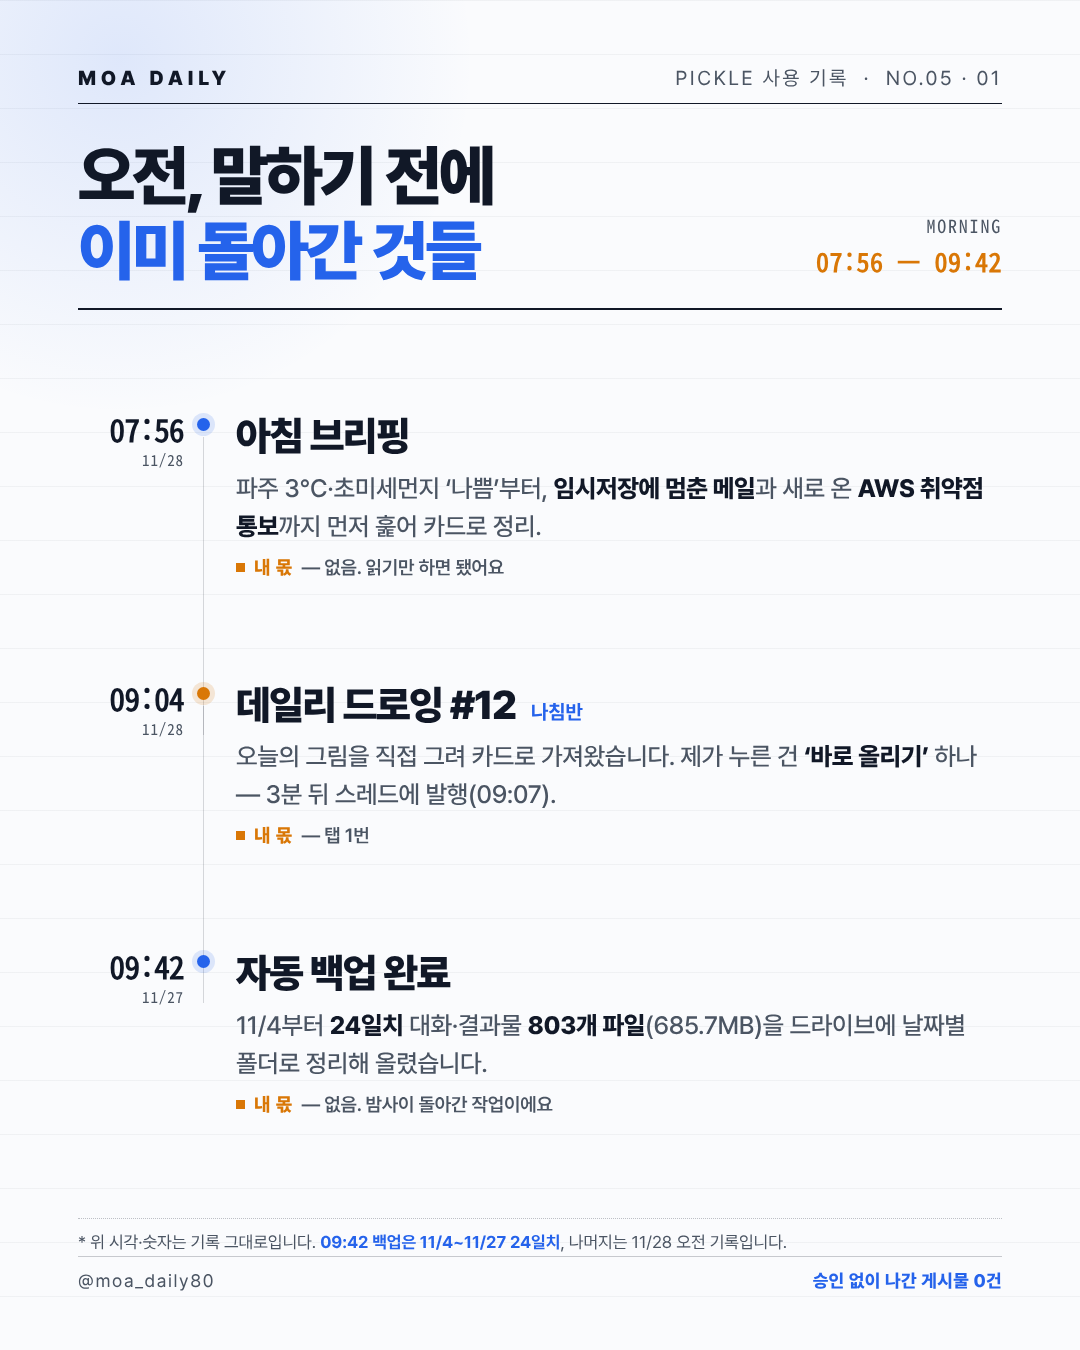 MOA DAILY
PICKLE 사용 기록 · NO.05 · 01
오전, 말하기 전에
이미 돌아간 것들
MORNING
07:56 — 09:42
07:56
11/28
아침 브리핑
파주 3°C·초미세먼지 ‘나쁨’부터, 임시저장에 멈춘 메일과 새로 온 AWS 취약점
통보까지 먼저 훑어 카드로 정리.
내 몫 — 없음. 읽기만 하면 됐어요
09:04
11/28
데일리 드로잉 #12 나침반
오늘의 그림을 직접 그려 카드로 가져왔습니다. 제가 누른 건 ‘바로 올리기’ 하나
— 3분 뒤 스레드에 발행(09:07).
내 몫 — 탭 1번
09:42
11/27
자동 백업 완료
11/4부터 24일치 대화·결과물 803개 파일(685.7MB)을 드라이브에 날짜별
폴더로 정리해 올렸습니다.
내 몫 — 없음. 밤사이 돌아간 작업이에요
* 위 시각·숫자는 기록 그대로입니다. 09:42 백업은 11/4~11/27 24일치, 나머지는 11/28 오전 기록입니다.
@moa_daily80
승인 없이 나간 게시물 0건